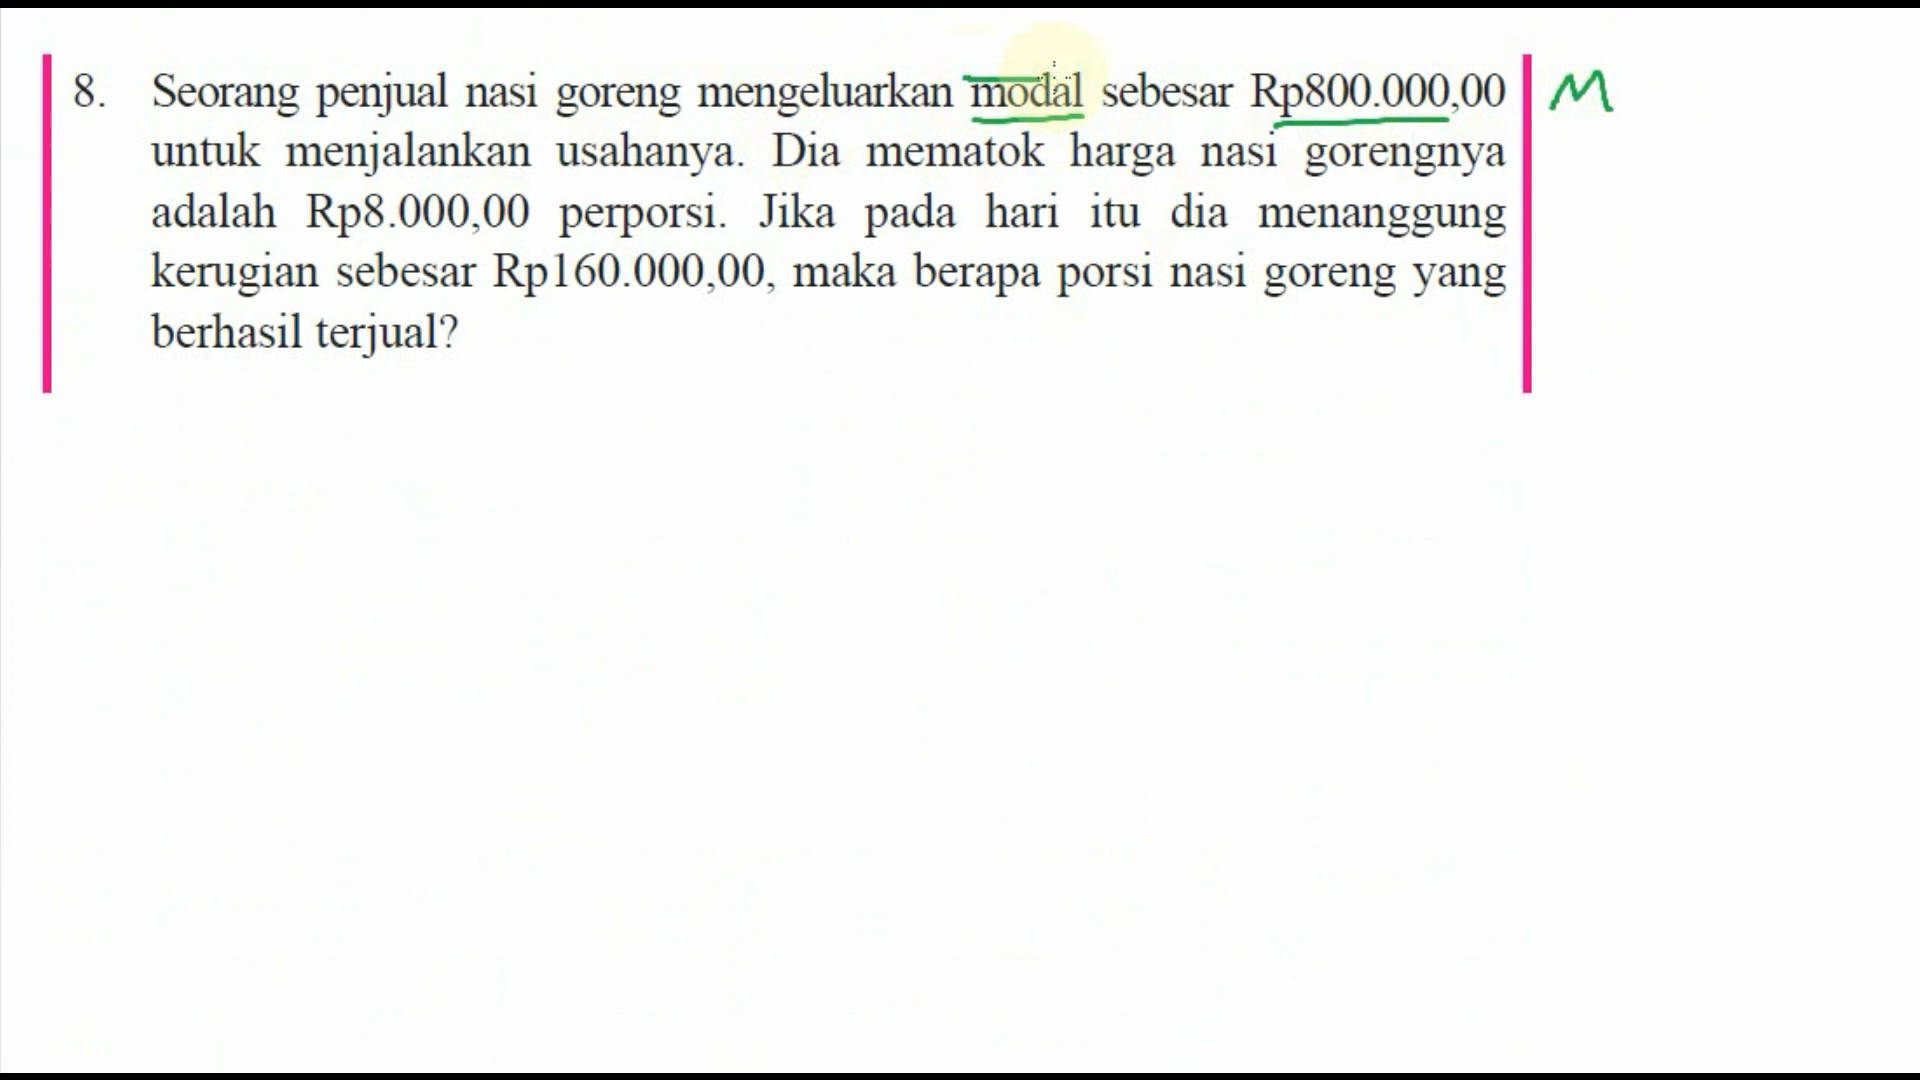 8. Seorang penjual nasi goreng mengeluarkan modal sebesar Rp800.000,00 M
untuk menjalankan usahanya. Dia mematok harga nasi gorengnya
adalah Rp8.000,00 perporsi. Jika pada hari itu dia menanggung
kerugian sebesar Rp160.000,00, maka berapa porsi nasi goreng yang
berhasil terjual?